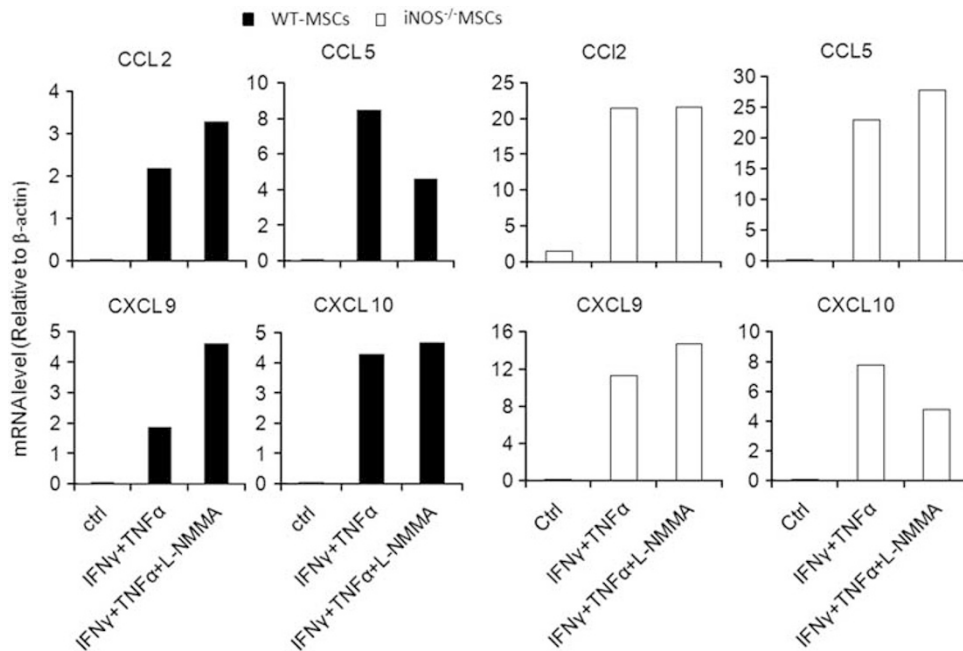 WT-MSCs iNOS-/-MSCs
mRNA level (Relative to β-actin)
CCL2
4
3
2
1
0
CCL5
10
8
6
4
2
0
CCl2
25
20
15
10
5
0
CCL5
30
25
20
15
10
5
0
CXCL9
5
4
3
2
1
0
ctrl
IFNγ+TNFα
IFNγ+TNFα+L-NMMA
CXCL10
5
4
3
2
1
0
ctrl
IFNγ+TNFα
IFNγ+TNFα+L-NMMA
CXCL9
16
12
8
4
0
Ctrl
IFNγ+TNFα
IFNγ+TNFα+L-NMMA
CXCL10
10
8
6
4
2
0
Ctrl
IFNγ+TNFα
IFNγ+TNFα+L-NMMA